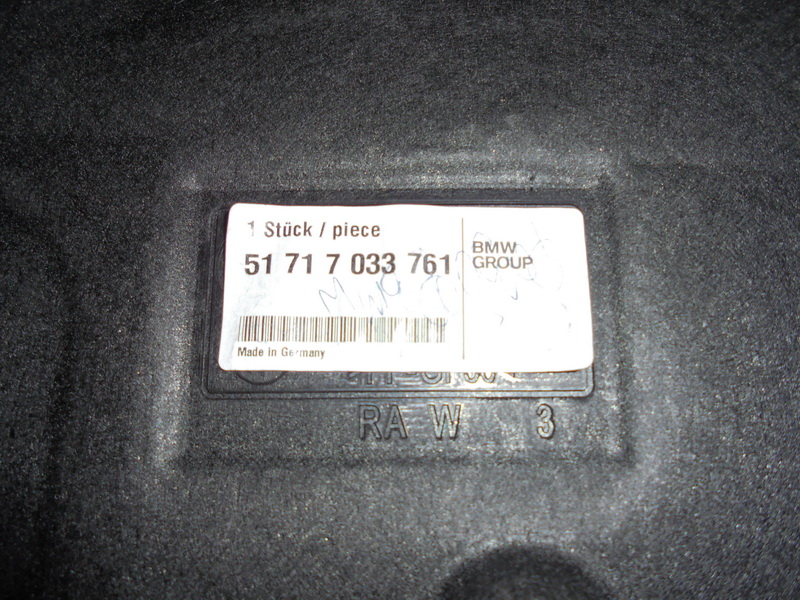 1 Stück / piece
51 71 7 033 761
BMW
GROUP
Made in Germany
RA W 3